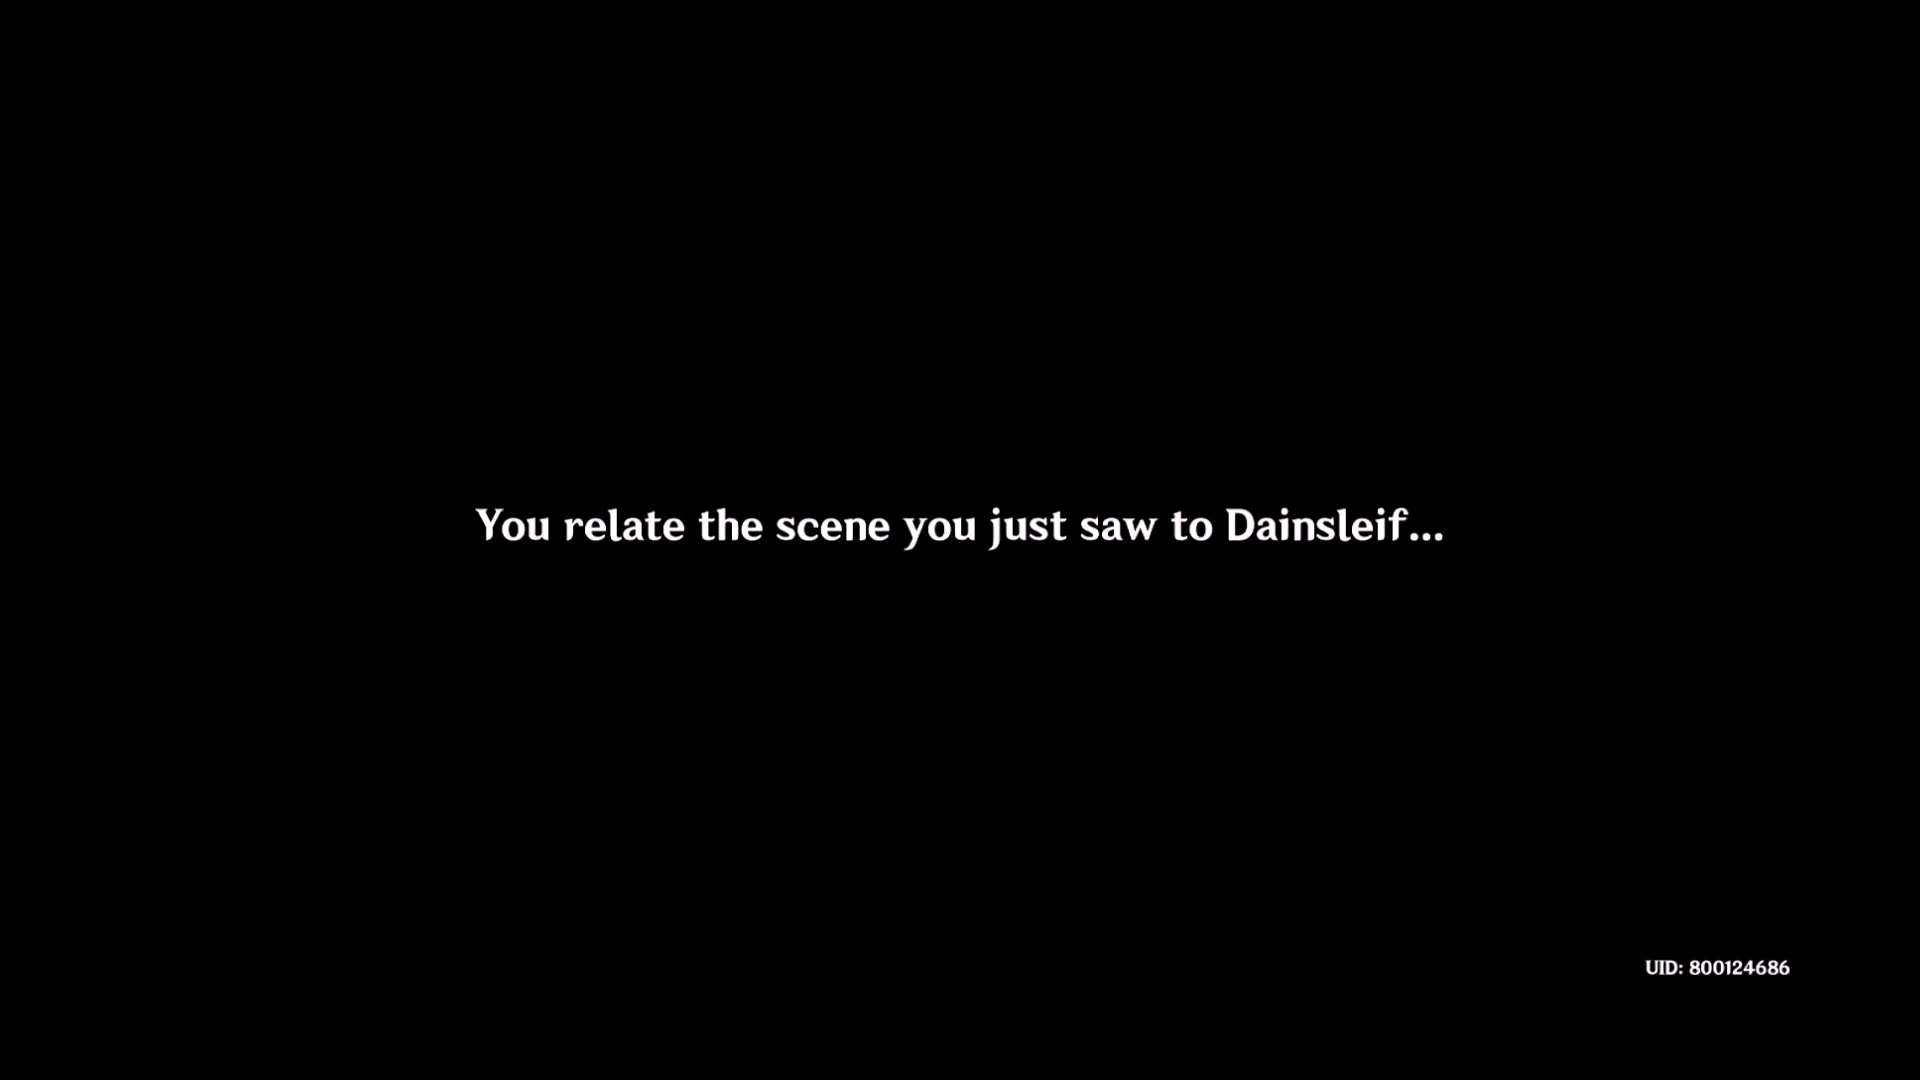 You relate the scene you just saw to Dainsleif...
UID: 800124686